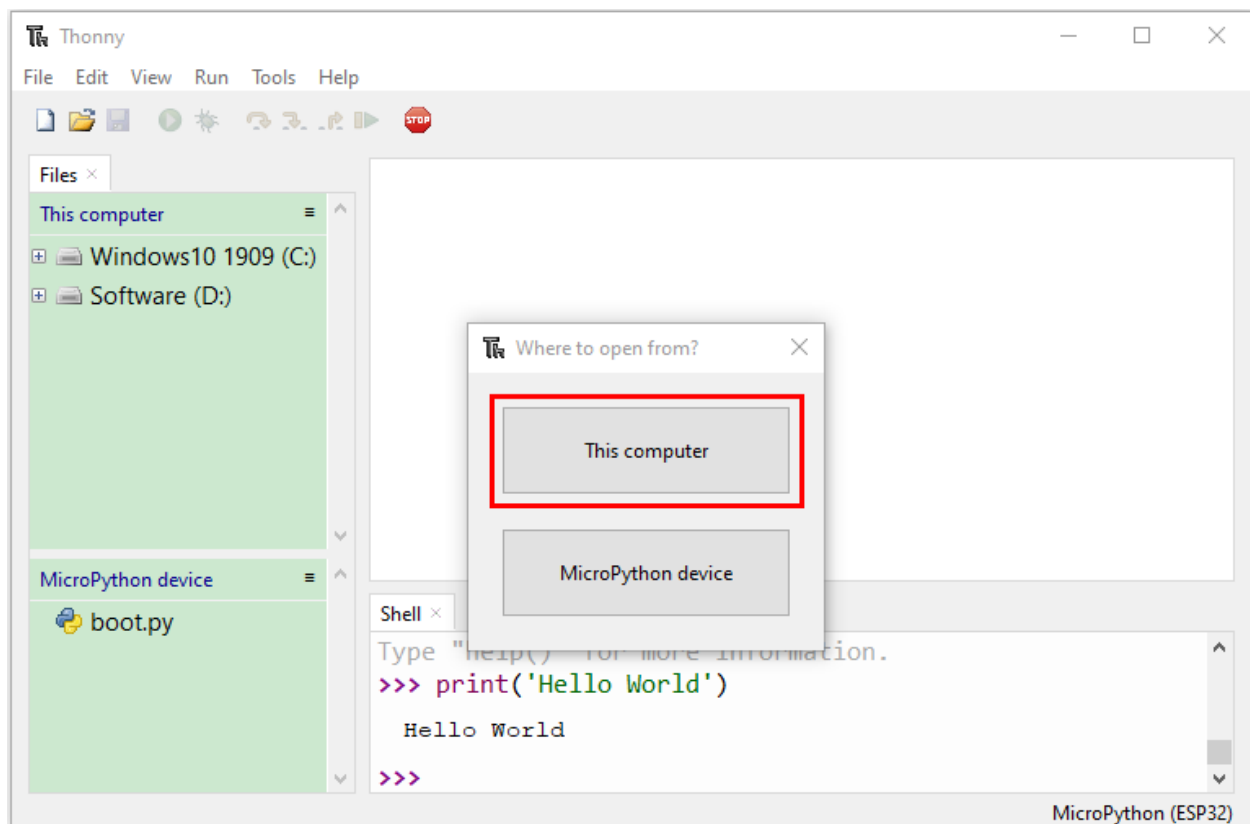 Thonny
File Edit View Run Tools Help
STOP
Files
This computer
Windows10 1909 (C:)
Software (D:)
MicroPython device
boot.py
Where to open from?
This computer
MicroPython device
Shell
Type "help()" for more information.
>>> print('Hello World')
Hello World
>>>
MicroPython (ESP32)